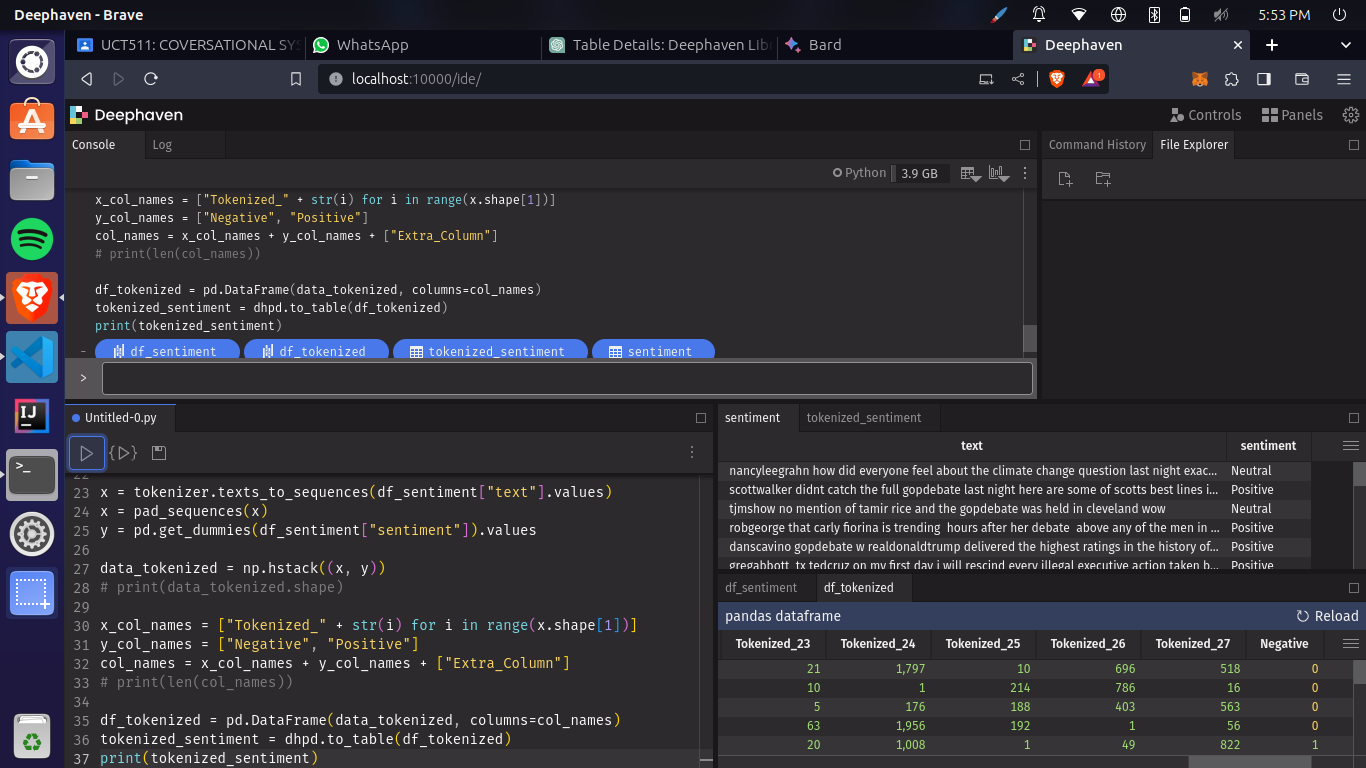 Deephaven - Brave
5:53 PM
UCT511: COVERSATIONAL SYS
WhatsApp
Table Details: Deephaven Libr
Bard
Deephaven
localhost:10000/ide/
1
Deephaven
Controls
Panels
Console
Log
Command History
File Explorer
Python
3.9 GB
x_col_names = ["Tokenized_" + str(i) for i in range(x.shape[1])]
y_col_names = ["Negative", "Positive"]
col_names = x_col_names + y_col_names + ["Extra_Column"]
# print(len(col_names))
df_tokenized = pd.DataFrame(data_tokenized, columns=col_names)
tokenized_sentiment = dhpd.to_table(df_tokenized)
print(tokenized_sentiment)
- df_sentiment df_tokenized tokenized_sentiment sentiment
>
Untitled-0.py
22
23 x = tokenizer.texts_to_sequences(df_sentiment["text"].values)
24 x = pad_sequences(x)
25 y = pd.get_dummies(df_sentiment["sentiment"]).values
26
27 data_tokenized = np.hstack((x, y))
28 # print(data_tokenized.shape)
29
30 x_col_names = ["Tokenized_" + str(i) for i in range(x.shape[1])]
31 y_col_names = ["Negative", "Positive"]
32 col_names = x_col_names + y_col_names + ["Extra_Column"]
33 # print(len(col_names))
34
35 df_tokenized = pd.DataFrame(data_tokenized, columns=col_names)
36 tokenized_sentiment = dhpd.to_table(df_tokenized)
37 print(tokenized_sentiment)
sentiment
tokenized_sentiment
text sentiment
nancyleegrahn how did everyone feel about the climate change question last night exac... Neutral
scottwalker didnt catch the full gopdebate last night here are some of scotts best lines i... Positive
tjmshow no mention of tamir rice and the gopdebate was held in cleveland wow Neutral
robgeorge that carly fiorina is trending hours after her debate above any of the men in ... Positive
danscavino gopdebate w realdonaldtrump delivered the highest ratings in the history of... Positive
gregabbott_tx tedcruz on my first day i will rescind every illegal executive action taken b... Positive
df_sentiment
df_tokenized
pandas dataframe
Reload
Tokenized_23 Tokenized_24 Tokenized_25 Tokenized_26 Tokenized_27 Negative
21 1,797 10 696 518 0
10 1 214 786 16 0
5 176 188 403 563 0
63 1,956 192 1 56 0
20 1,008 1 49 822 1